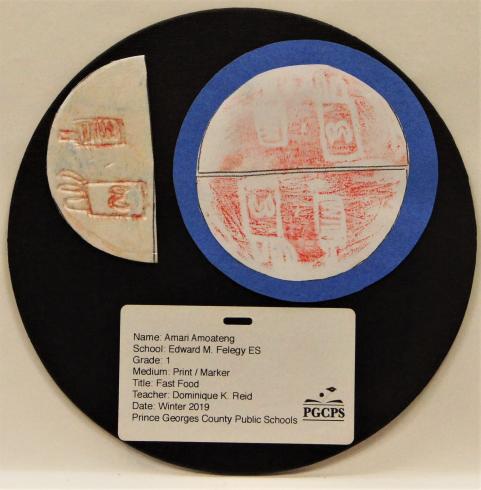 Name: Amari Amoateng
School: Edward M. Felegy ES
Grade: 1
Medium: Print / Marker
Title: Fast Food
Teacher: Dominique K. Reid
Date: Winter 2019
Prince Georges County Public Schools
PGCPS